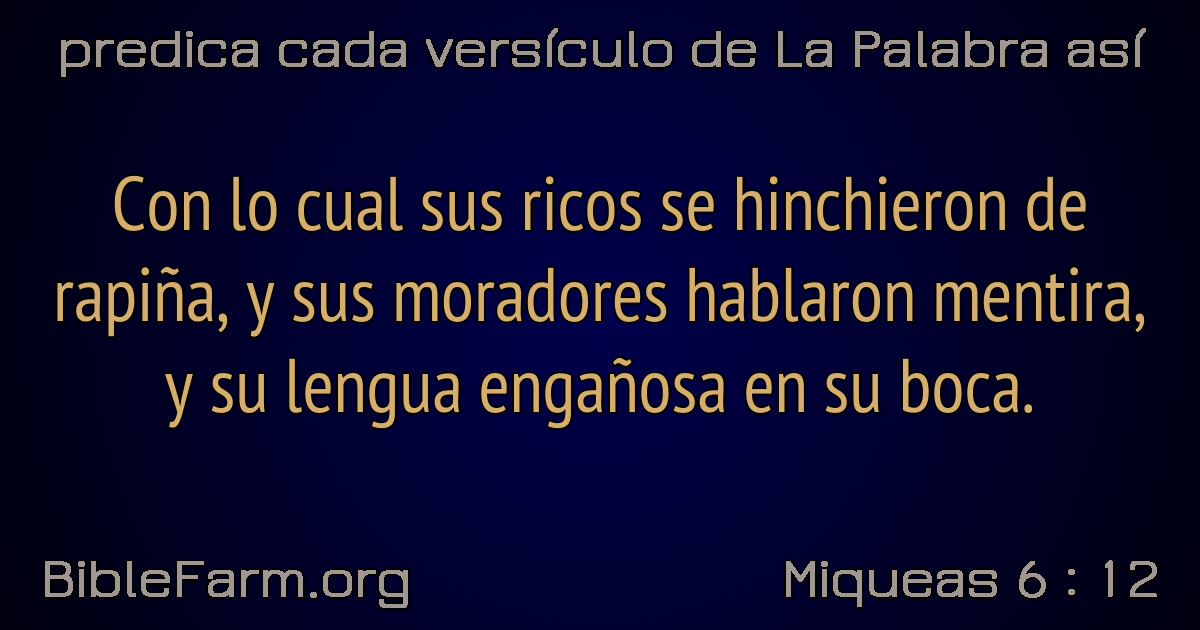 predica cada versículo de La Palabra así
Con lo cual sus ricos se hinchieron de
rapiña, y sus moradores hablaron mentira,
y su lengua engañosa en su boca.
BibleFarm.org
Miqueas 6 : 12